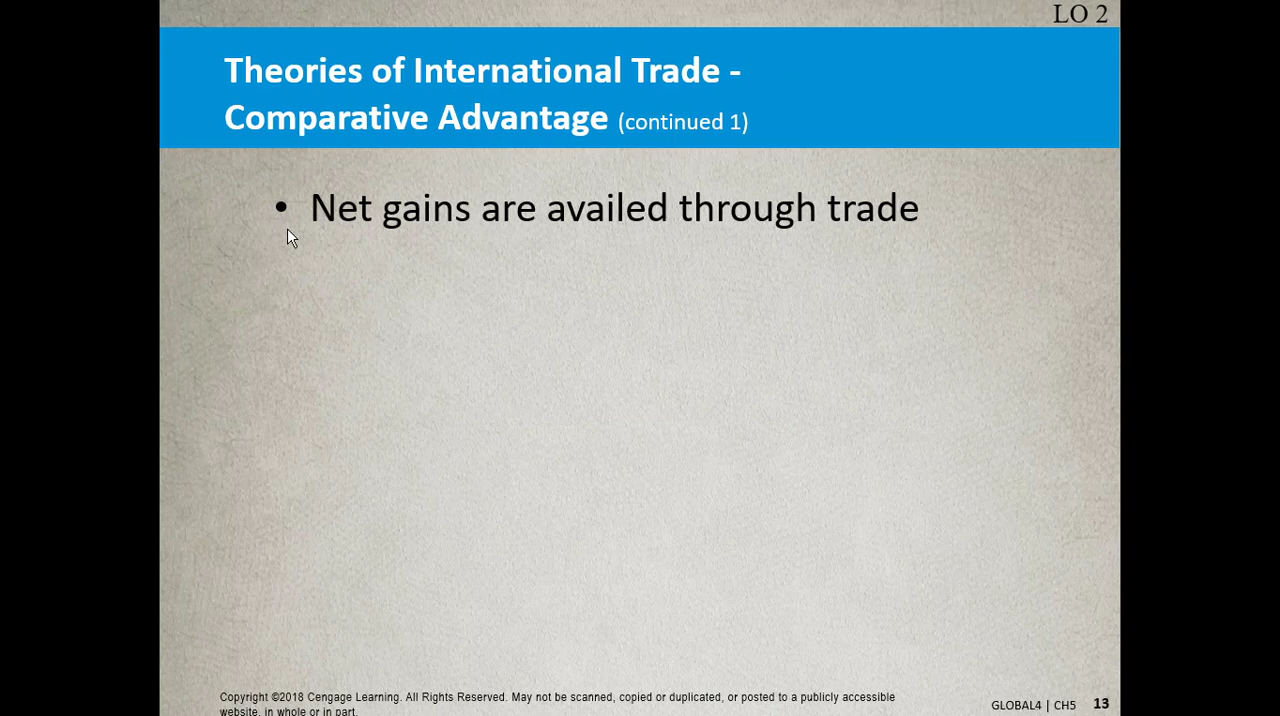 LO 2
Theories of International Trade -
Comparative Advantage (continued 1)
• Net gains are availed through trade
Copyright ©2018 Cengage Learning. All Rights Reserved. May not be scanned, copied or duplicated, or posted to a publicly accessible
website, in whole or in part.
GLOBAL4 | CH5 13